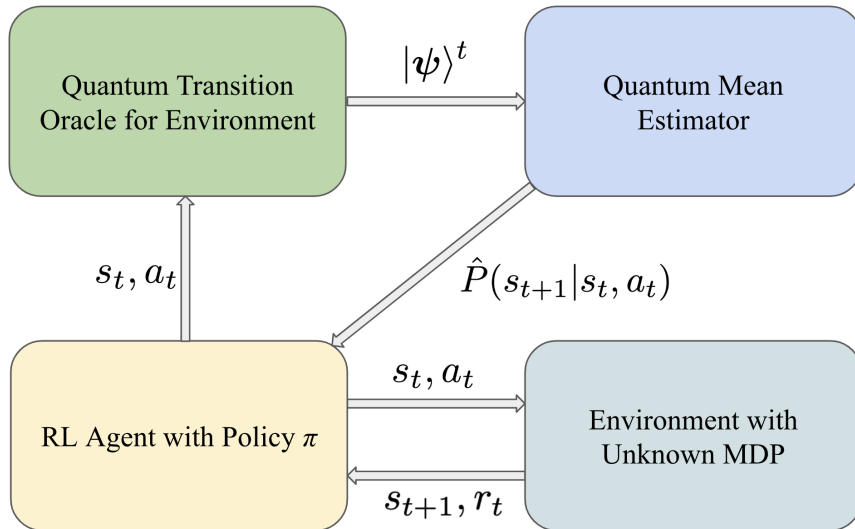 Quantum Transition
Oracle for Environment
|ψ⟩ᵗ
Quantum Mean
Estimator
s_t, a_t
P̂(s_{t+1}|s_t, a_t)
RL Agent with Policy π
s_t, a_t
Environment with
Unknown MDP
s_{t+1}, r_t